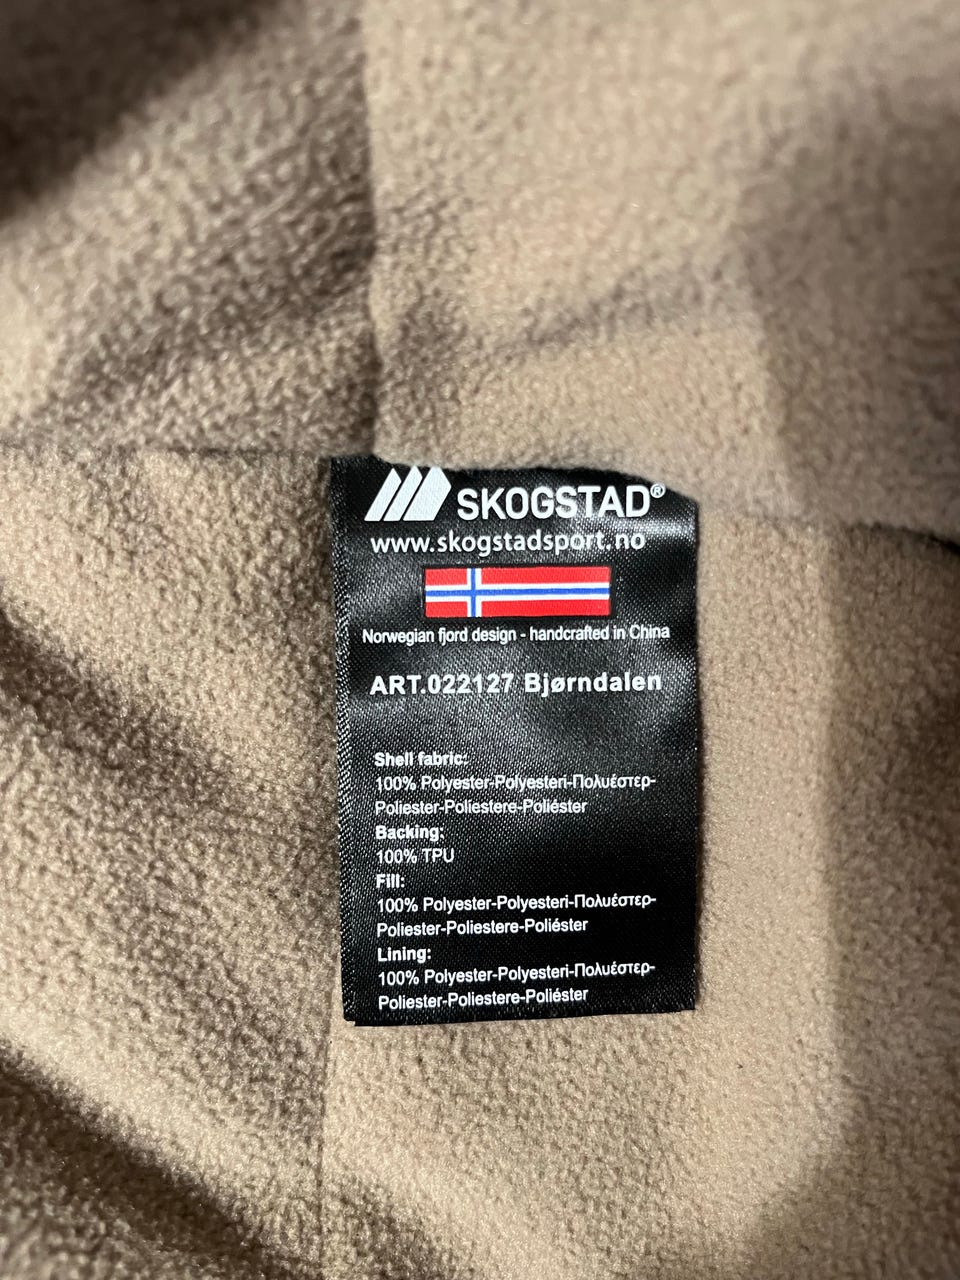 SKOGSTAD®
www.skogstadsport.no
Norwegian fjord design - handcrafted in China
ART.022127 Bjørndalen
Shell fabric:
100% Polyester-Polyesteri-Πολυέστερ-
Poliester-Poliestere-Poliéster
Backing:
100% TPU
Fill:
100% Polyester-Polyesteri-Πολυέστερ-
Poliester-Poliestere-Poliéster
Lining:
100% Polyester-Polyesteri-Πολυέστερ-
Poliester-Poliestere-Poliéster